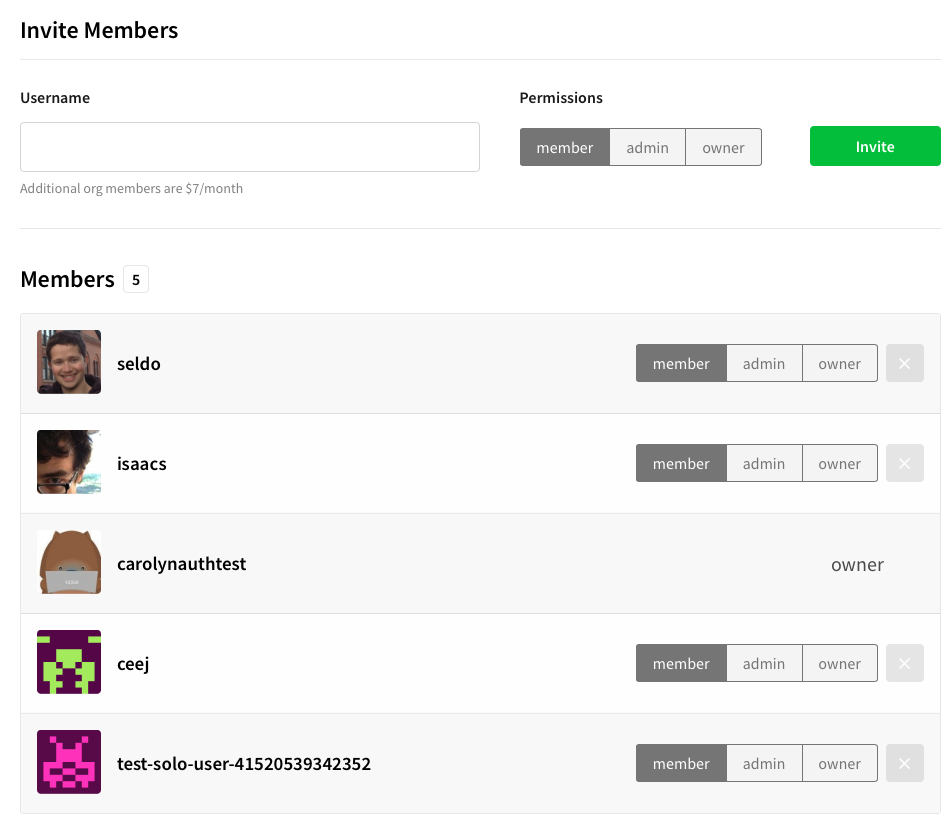 Invite Members
Username
Permissions
member admin owner
Invite
Additional org members are $7/month
Members 5
seldo member admin owner
isaacs member admin owner
carolynauthtest owner
ceej member admin owner
test-solo-user-41520539342352 member admin owner